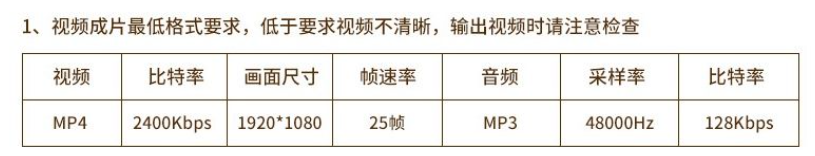 1、视频成片最低格式要求，低于要求视频不清晰，输出视频时请注意检查
视频 比特率 画面尺寸 帧速率 音频 采样率 比特率
MP4 2400Kbps 1920*1080 25帧 MP3 48000Hz 128Kbps